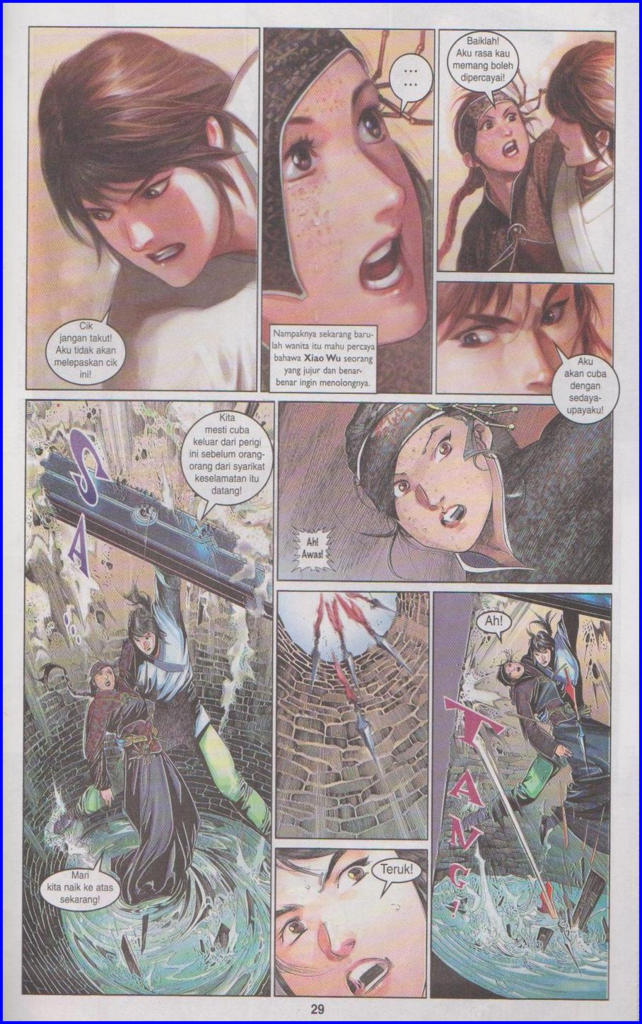 Cik
jangan takut!
Aku tidak akan
melepaskan cik
ini!
...
...
Nampaknya sekarang baru-
lah wanita itu mahu percaya
bahawa Xiao Wu seorang
yang jujur dan benar-
benar ingin menolongnya.
Baiklah!
Aku rasa kau
memang boleh
dipercayai!
Aku
akan cuba
dengan
sedaya-
upayaku!
Kita
mesti cuba
keluar dari perigi
ini sebelum orang-
orang dari syarikat
keselamatan itu
datang!
S
A
Mari
kita naik ke atas
sekarang!
Ah!
Awas!
Teruk!
Ah!
TANG!
29